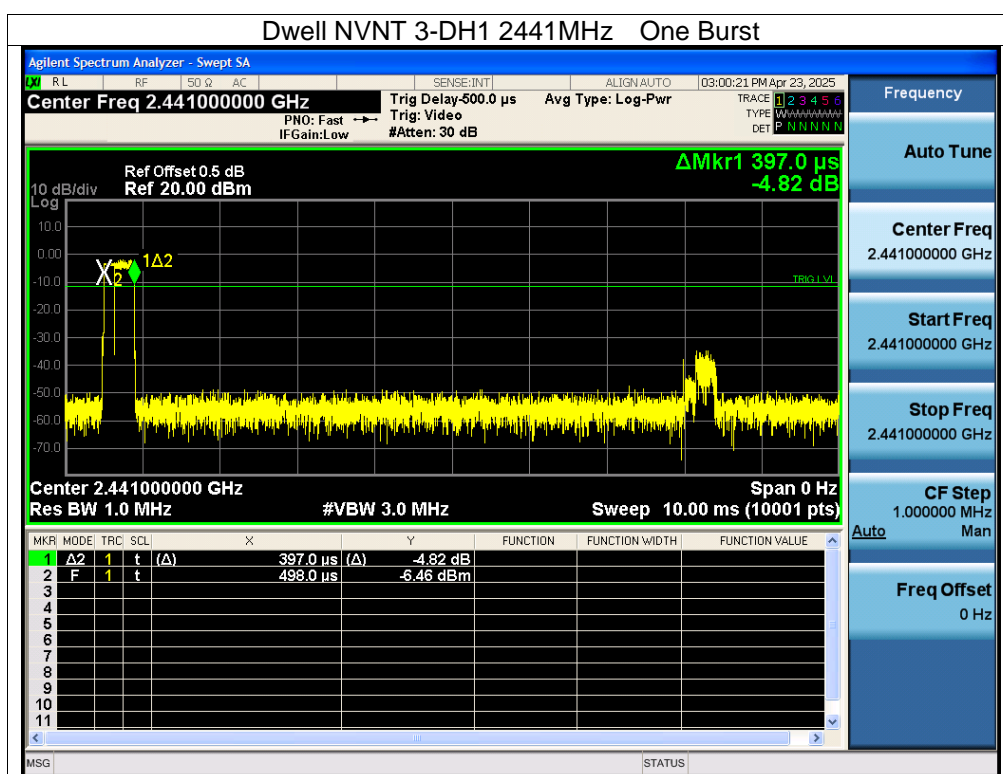 Dwell NVNT 3-DH1 2441MHz One Burst
Agilent Spectrum Analyzer - Swept SA
LXI RL RF 50 Ω AC SENSE:INT ALIGN AUTO 03:00:21 PM Apr 23, 2025
Center Freq 2.441000000 GHz Trig Delay-500.0 µs Avg Type: Log-Pwr TRACE 1 2 3 4 5 6
PNO: Fast Trig: Video TYPE WWWWWW
IFGain:Low #Atten: 30 dB DET P N N N N N
Frequency
Auto Tune
Center Freq
2.441000000 GHz
Start Freq
2.441000000 GHz
Stop Freq
2.441000000 GHz
CF Step
1.000000 MHz
Auto Man
Freq Offset
0 Hz
ΔMkr1 397.0 µs
-4.82 dB
Ref Offset 0.5 dB
10 dB/div Ref 20.00 dBm
Log
10.0
0.00
-10.0
-20.0
-30.0
-40.0
-50.0
-60.0
-70.0
1Δ2
X2
TRIG LVL
Center 2.441000000 GHz Span 0 Hz
Res BW 1.0 MHz #VBW 3.0 MHz Sweep 10.00 ms (10001 pts)
MKR MODE TRC SCL X Y FUNCTION FUNCTION WIDTH FUNCTION VALUE
1 Δ2 1 t (Δ) 397.0 µs (Δ) -4.82 dB
2 F 1 t 498.0 µs -6.46 dBm
3
4
5
6
7
8
9
10
11
MSG STATUS